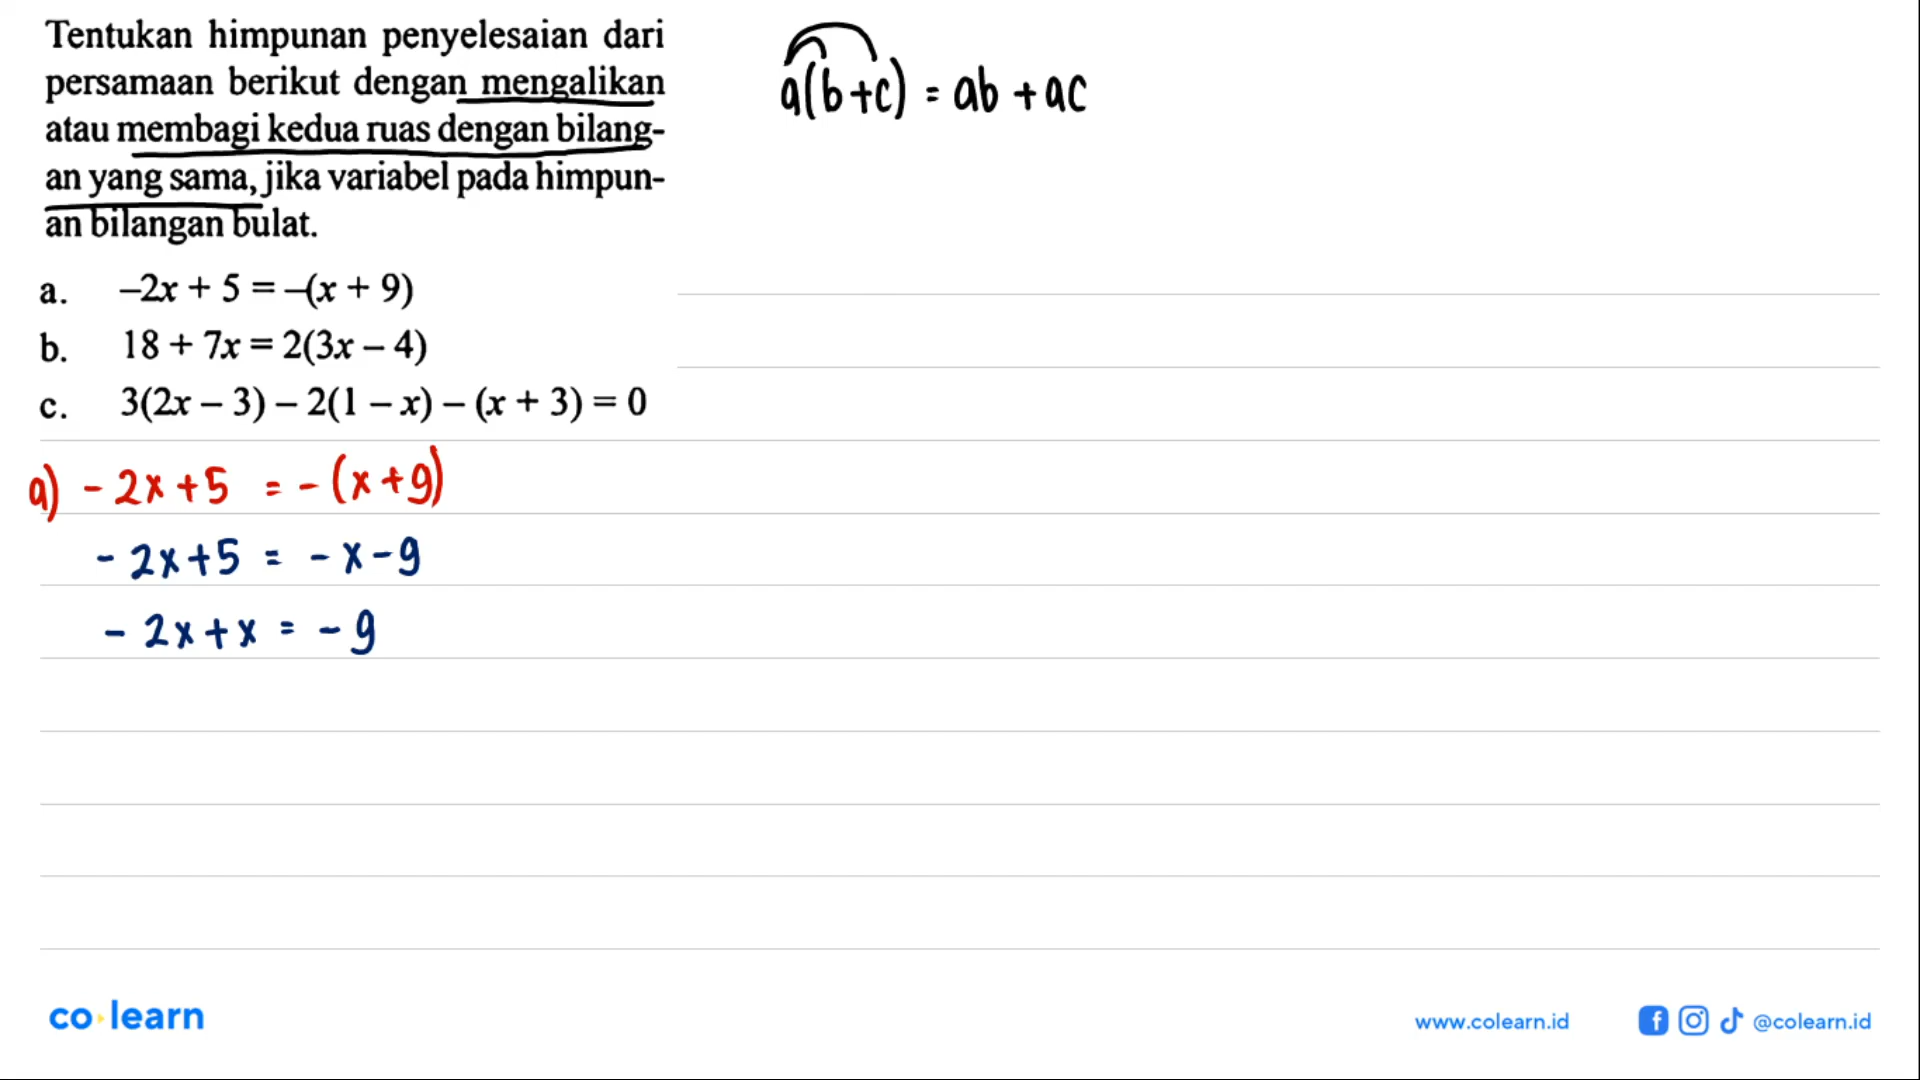 Tentukan himpunan penyelesaian dari
persamaan berikut dengan mengalikan
atau membagi kedua ruas dengan bilang-
an yang sama, jika variabel pada himpun-
an bilangan bulat.
a. –2x + 5 = –(x + 9)
b. 18 + 7x = 2(3x – 4)
c. 3(2x – 3) – 2(1 – x) – (x + 3) = 0
a(b+c) = ab + ac
a) - 2x + 5 = - (x + 9)
- 2x + 5 = - x - 9
- 2x + x = - 9
co learn
www.colearn.id
@colearn.id